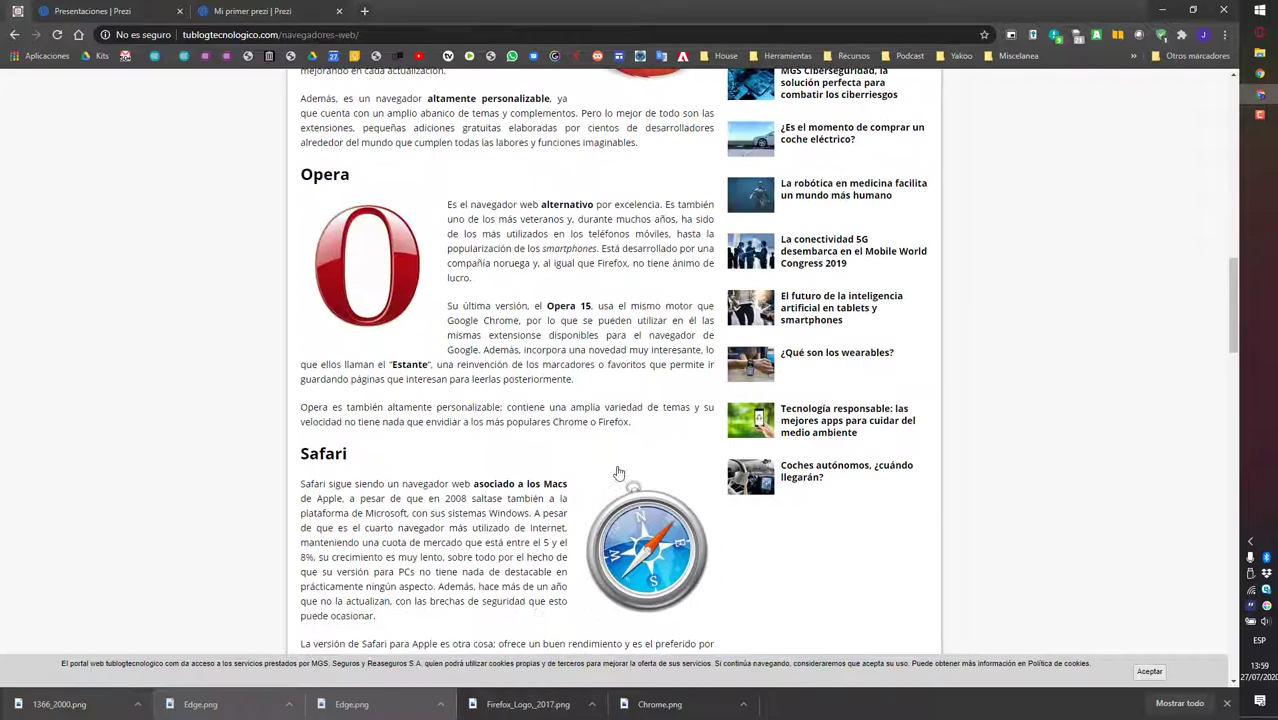 Presentaciones | Prezi
Mi primer prezi | Prezi
No es seguro tublogtecnologico.com/navegadores-web/
Aplicaciones Kits House Herramientas Recursos Podcast Yakoo Miscelanea Otros marcadores
mejorando en cada actualización.
Además, es un navegador altamente personalizable, ya
que cuenta con un amplio abanico de temas y complementos. Pero lo mejor de todo son las
extensiones, pequeñas adiciones gratuitas elaboradas por cientos de desarrolladores
alrededor del mundo que cumplen todas las labores y funciones imaginables.
Opera
Es el navegador web alternativo por excelencia. Es también
uno de los más veteranos y, durante muchos años, ha sido
de los más utilizados en los teléfonos móviles, hasta la
popularización de los smartphones. Está desarrollado por una
compañía noruega y, al igual que Firefox, no tiene ánimo de
lucro.
Su última versión, el Opera 15, usa el mismo motor que
Google Chrome, por lo que se pueden utilizar en él las
mismas extensionse disponibles para el navegador de
Google. Además, incorpora una novedad muy interesante, lo
que ellos llaman el “Estante“, una reinvención de los marcadores o favoritos que permite ir
guardando páginas que interesan para leerlas posteriormente.
Opera es también altamente personalizable; contiene una amplia variedad de temas y su
velocidad no tiene nada que envidiar a los más populares Chrome o Firefox.
Safari
Safari sigue siendo un navegador web asociado a los Macs
de Apple, a pesar de que en 2008 saltase también a la
plataforma de Microsoft, con sus sistemas Windows. A pesar
de que es el cuarto navegador más utilizado de Internet,
manteniendo una cuota de mercado que está entre el 5 y el
8%, su crecimiento es muy lento, sobre todo por el hecho de
que su versión para PCs no tiene nada de destacable en
prácticamente ningún aspecto. Además, hace más de un año
que no la actualizan, con las brechas de seguridad que esto
puede ocasionar.
La versión de Safari para Apple es otra cosa; ofrece un buen rendimiento y es el preferido por
N
E
S
W
MGS Ciberseguridad, la
solución perfecta para
combatir los ciberriesgos
¿Es el momento de comprar un
coche eléctrico?
La robótica en medicina facilita
un mundo más humano
La conectividad 5G
desembarca en el Mobile World
Congress 2019
El futuro de la inteligencia
artificial en tablets y
smartphones
¿Qué son los wearables?
Tecnología responsable: las
mejores apps para cuidar del
medio ambiente
Coches autónomos, ¿cuándo
llegarán?
El portal web tublogtecnologico.com da acceso a los servicios prestados por MGS, Seguros y Reaseguros S.A. quien podrá utilizar cookies propias y de terceros para mejorar la oferta de sus servicios. Si continúa navegando, consideraremos que acepta su uso. Puede obtener más información en Política de cookies.
Aceptar
1366_2000.png
Edge.png
Edge.png
Firefox_Logo_2017.png
Chrome.png
Mostrar todo
ESP
13:59
27/07/2020